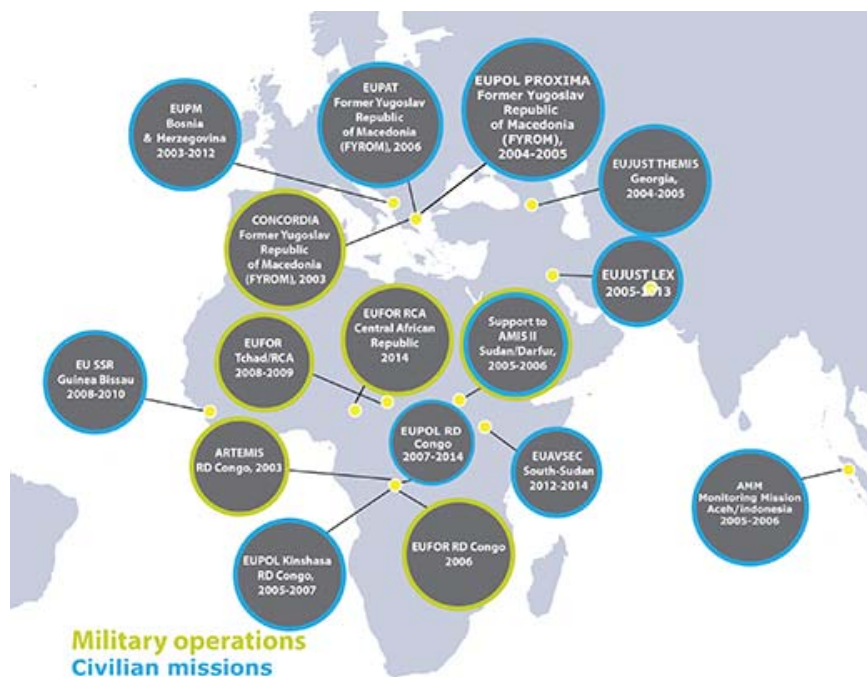 EUPM
Bosnia
& Herzegovina
2003-2012
EUPAT
Former Yugoslav
Republic
of Macedonia
(FYROM), 2006
EUPOL PROXIMA
Former Yugoslav
Republic
of Macedonia
(FYROM),
2004-2005
EUJUST THEMIS
Georgia,
2004-2005
CONCORDIA
Former Yugoslav
Republic
of Macedonia
(FYROM), 2003
EUJUST LEX
2005-2013
EUFOR
Tchad/RCA
2008-2009
EUFOR RCA
Central African
Republic
2014
Support to
AMIS II
Sudan/Darfur,
2005-2006
EU SSR
Guinea Bissau
2008-2010
ARTEMIS
RD Congo, 2003
EUPOL RD
Congo
2007-2014
EUAVSEC
South-Sudan
2012-2014
AMM
Monitoring Mission
Aceh/indonesia
2005-2006
EUPOL Kinshasa
RD Congo,
2005-2007
EUFOR RD Congo
2006
Military operations
Civilian missions